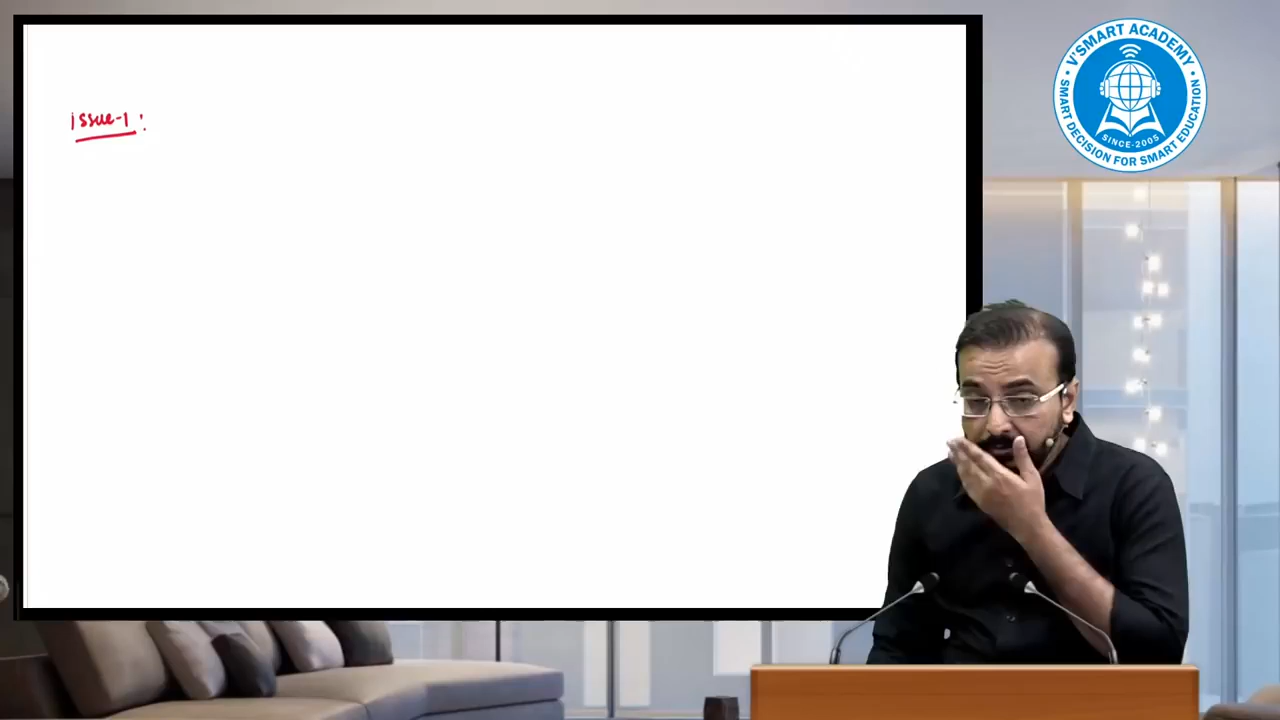 issue-1:
V'SMART ACADEMY
SMART DECISION FOR SMART EDUCATION
SINCE-2005